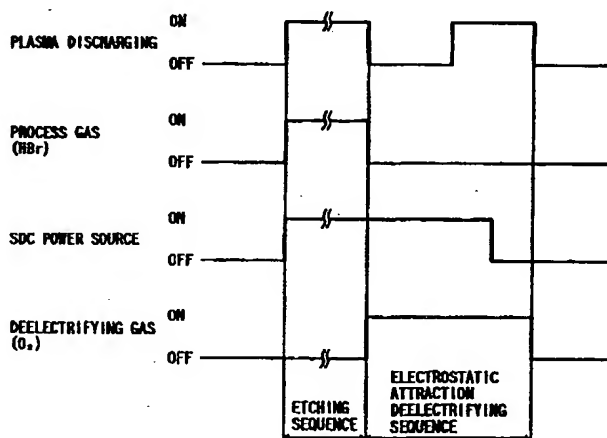 ON
PLASMA DISCHARGING
OFF
ON
PROCESS GAS
(HBr)
OFF
ON
SDC POWER SOURCE
OFF
ON
DEELECTRIFYING GAS
(O₂)
OFF
ETCHING
SEQUENCE
ELECTROSTATIC
ATTRACTION
DEELECTRIFYING
SEQUENCE